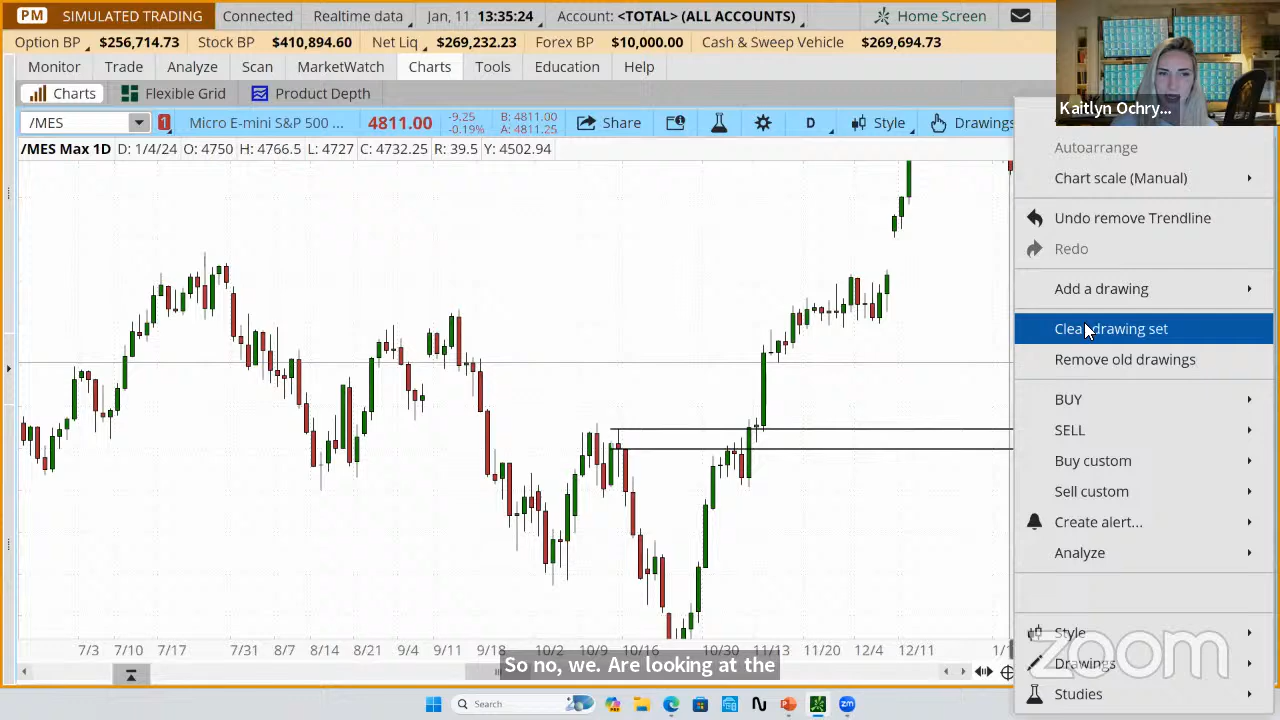 PM SIMULATED TRADING Connected Realtime data Jan, 11 13:35:24 Account: <TOTAL> (ALL ACCOUNTS) Home Screen
Option BP $256,714.73 Stock BP $410,894.60 Net Liq $269,232.23 Forex BP $10,000.00 Cash & Sweep Vehicle $269,694.73
Monitor Trade Analyze Scan MarketWatch Charts Tools Education Help
Charts Flexible Grid Product Depth
Kaitlyn Ochry...
/MES 1 Micro E-mini S&P 500 ... 4811.00 -9.25 -0.19% B: 4811.00 A: 4811.25 Share D Style Drawings
/MES Max 1D D: 1/4/24 O: 4750 H: 4766.5 L: 4727 C: 4732.25 R: 39.5 Y: 4502.94
Autoarrange
Chart scale (Manual)
Undo remove Trendline
Redo
Add a drawing
Clear drawing set
Remove old drawings
BUY
SELL
Buy custom
Sell custom
Create alert...
Analyze
Style
Drawings
Studies
zoom
7/3 7/10 7/17 7/31 8/7 8/14 8/21 9/4 9/11 9/18 10/2 10/9 10/16 10/30 11/13 11/20 12/4 12/11
So no, we. Are looking at the
Search